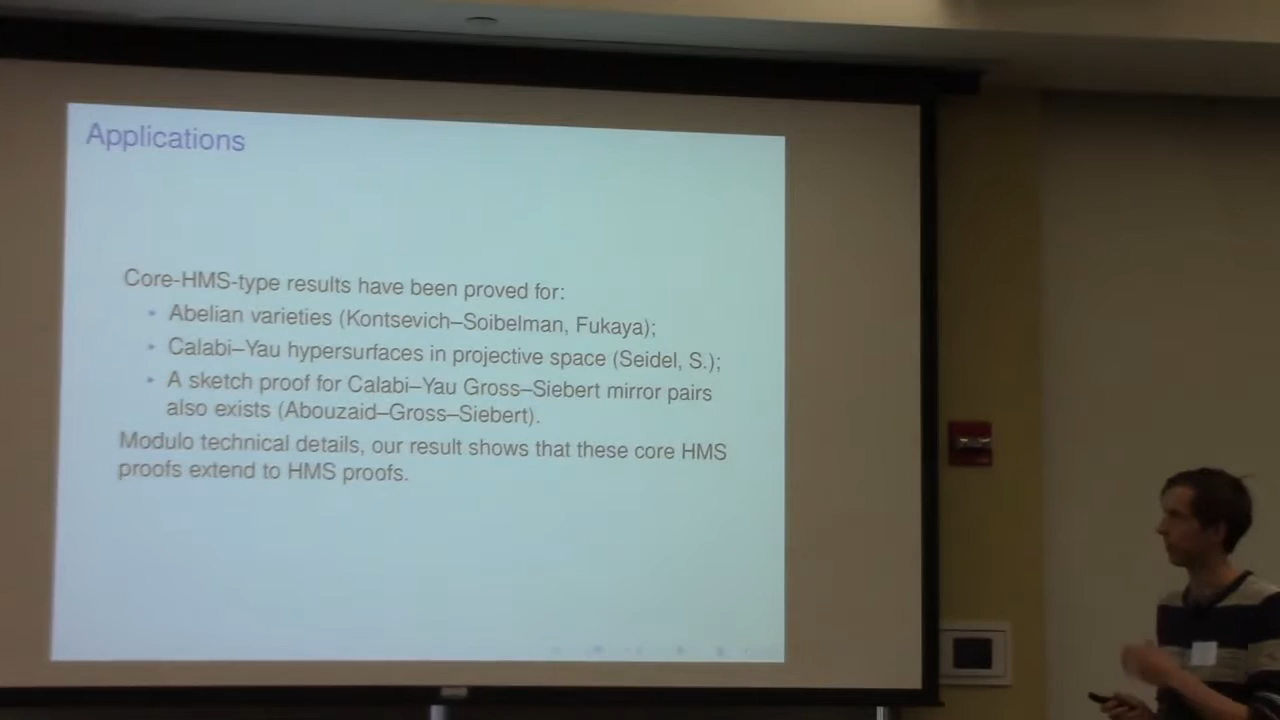 Applications
Core-HMS-type results have been proved for:
Abelian varieties (Kontsevich–Soibelman, Fukaya);
Calabi–Yau hypersurfaces in projective space (Seidel, S.);
A sketch proof for Calabi–Yau Gross–Siebert mirror pairs
also exists (Abouzaid–Gross–Siebert).
Modulo technical details, our result shows that these core HMS
proofs extend to HMS proofs.